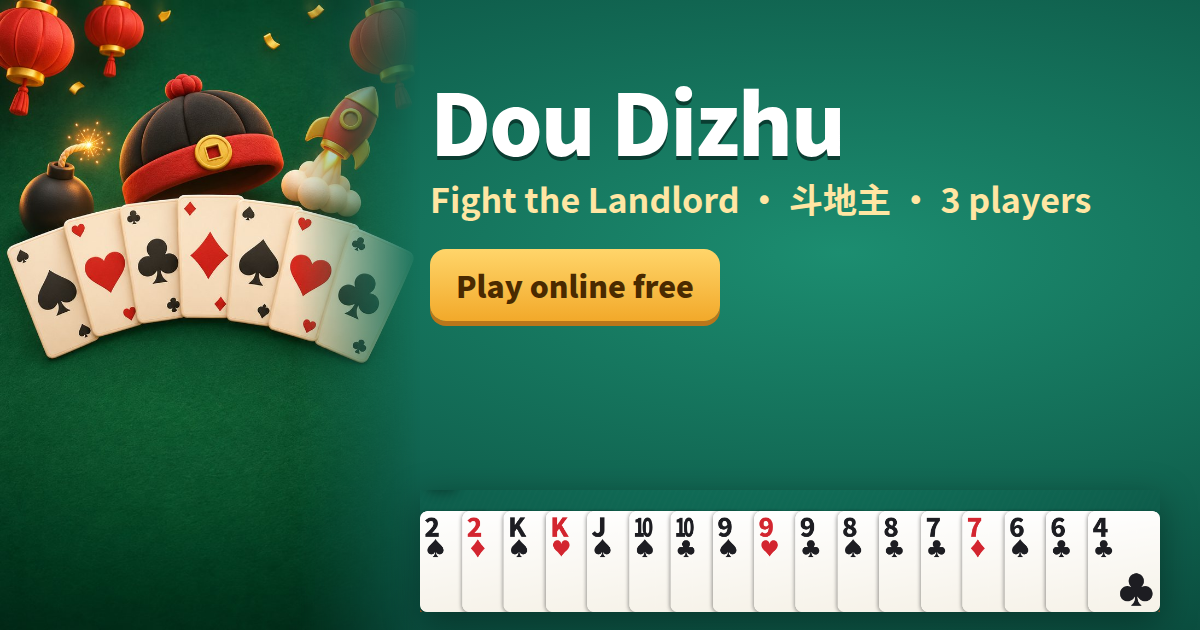 Dou Dizhu
Fight the Landlord • 斗地主 • 3 players
Play online free
2 2 K K J 10 10 9 9 9 8 8 7 7 6 6 4